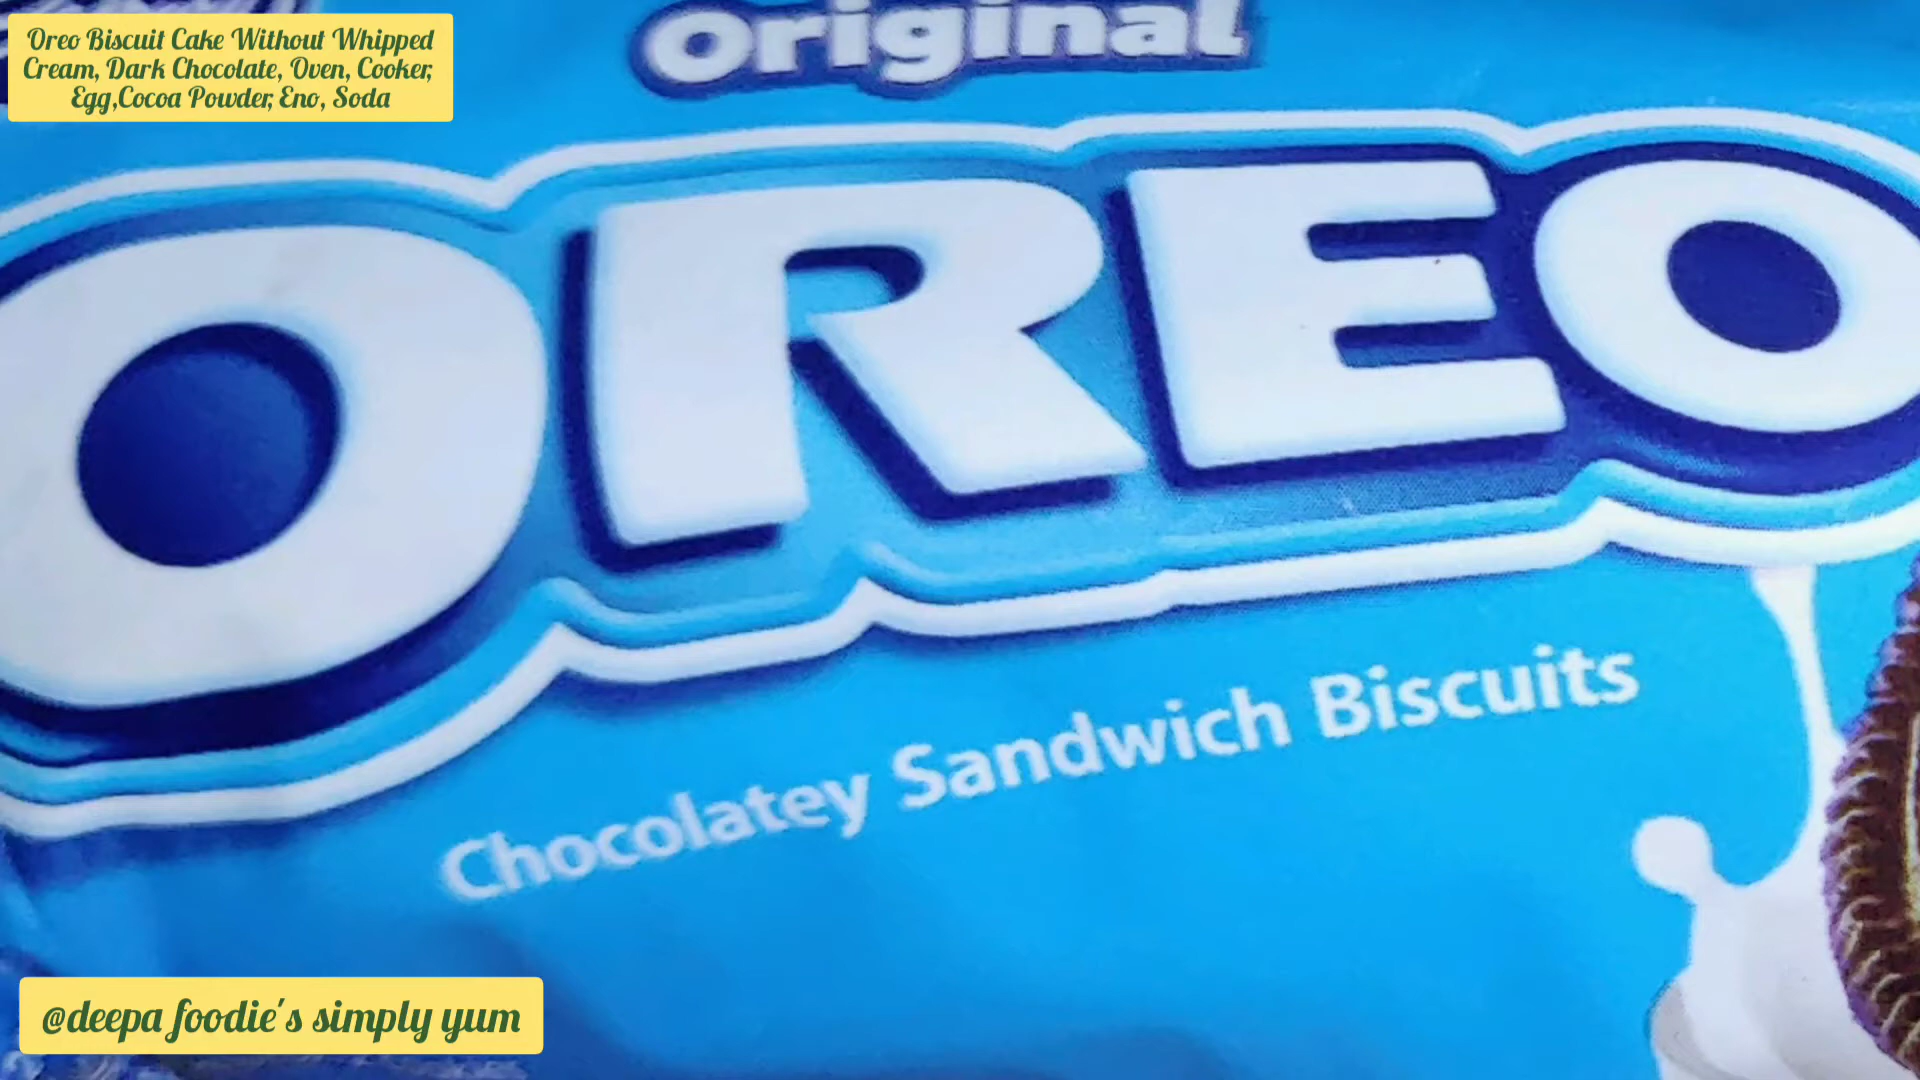 Oreo Biscuit Cake Without Whipped
Cream, Dark Chocolate, Oven, Cooker,
Egg,Cocoa Powder, Eno, Soda
Original
OREO
Chocolatey Sandwich Biscuits
@deepa foodie's simply yum